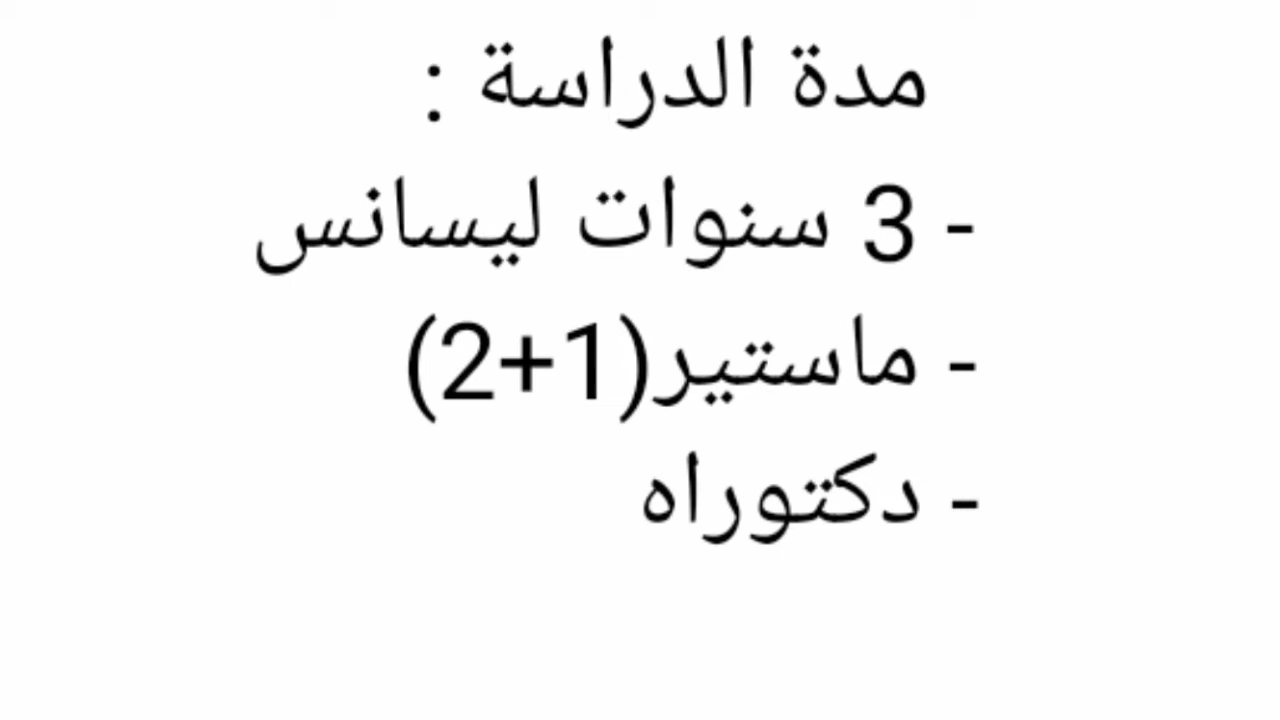 مدة الدراسة :
- 3 سنوات ليسانس
- ماستير(1+2)
- دكتوراه